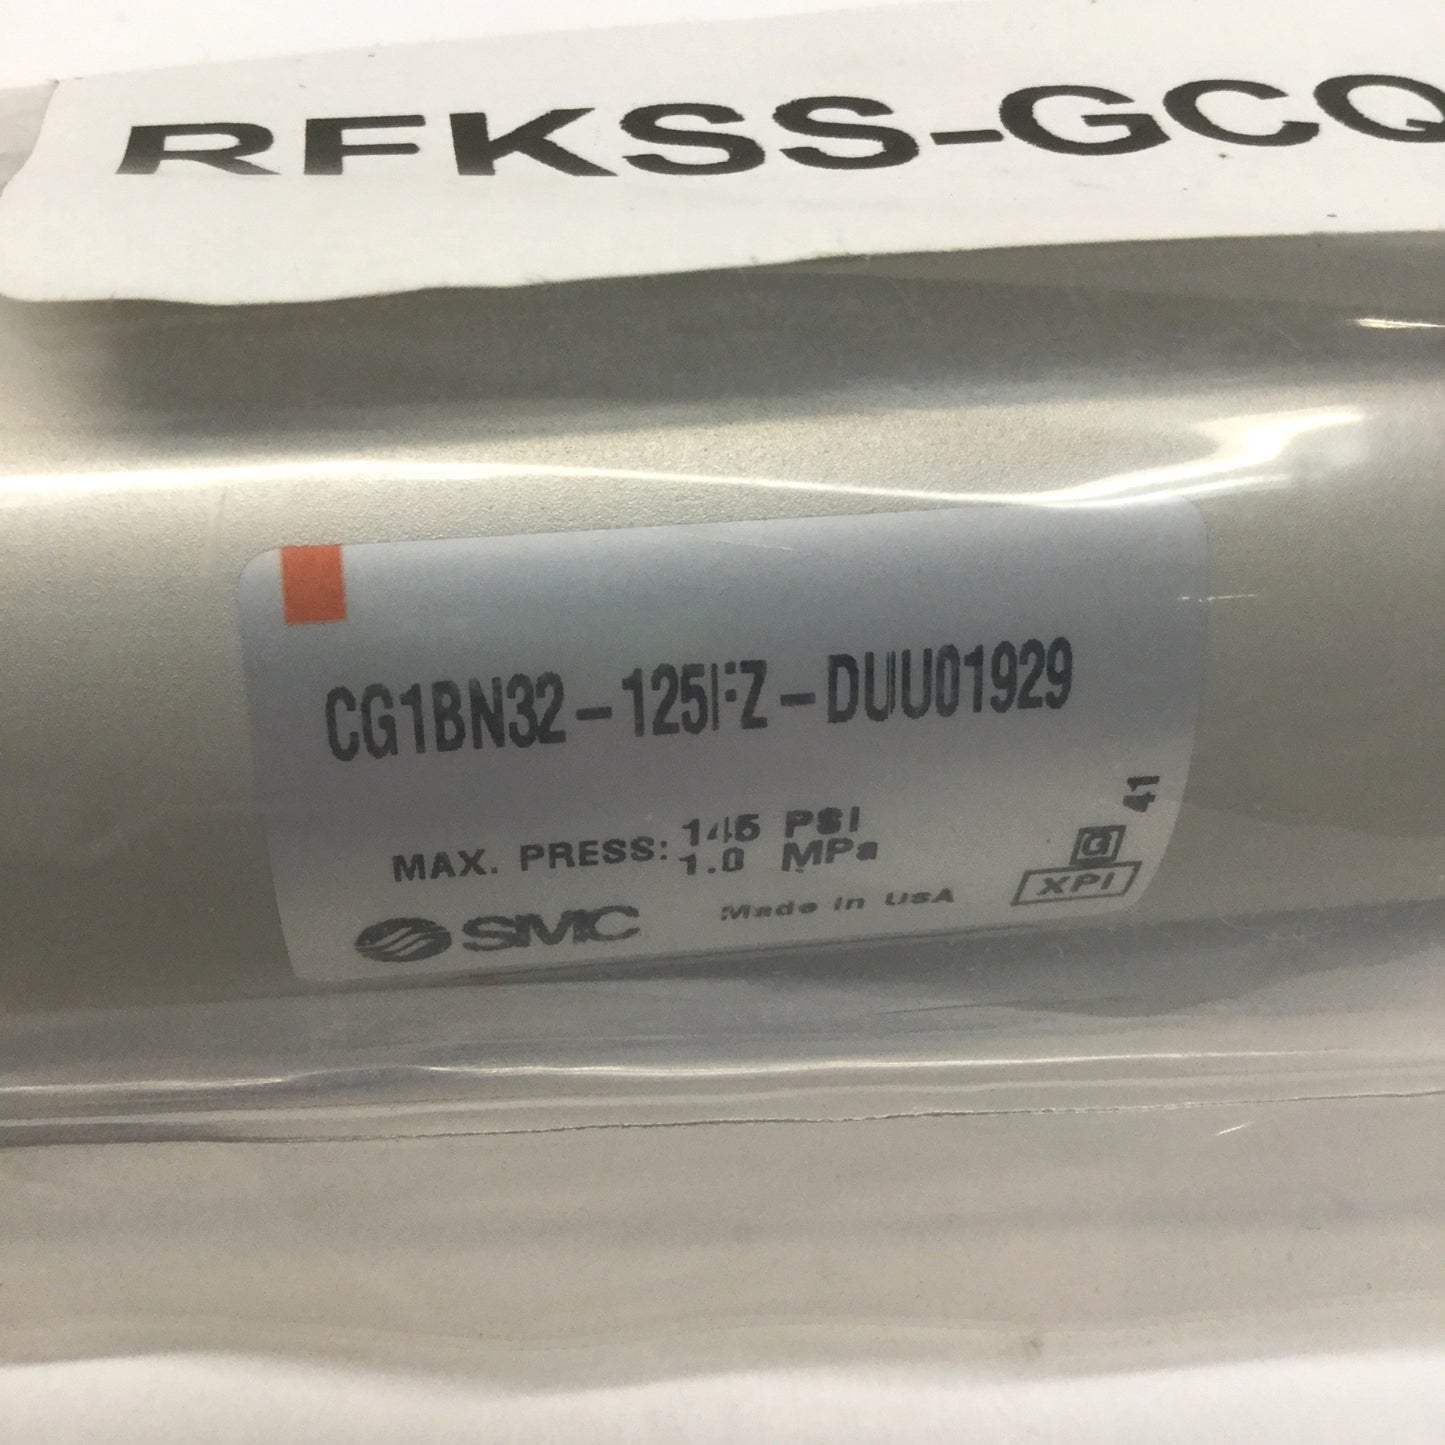 RFKSS-GCQ
CG1BN32-125FZ-DUU01929
41
MAX. PRESS: 145 PSI
1.0 MPa
G
XPI
SMC Made in USA